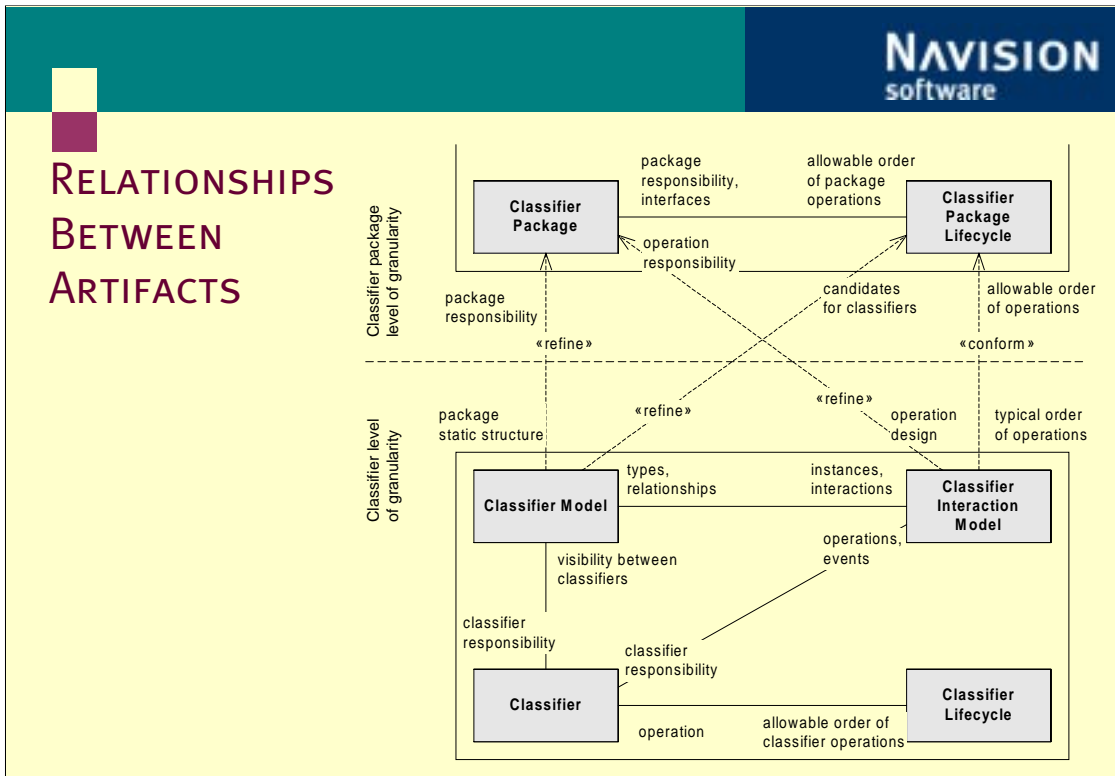 NAVISION
software
RELATIONSHIPS
BETWEEN
ARTIFACTS
Classifier package
level of granularity
package
responsibility,
interfaces
allowable order
of package
operations
Classifier
Package
Classifier
Package
Lifecycle
operation
responsibility
package
responsibility
candidates
for classifiers
allowable order
of operations
«refine»
«conform»
Classifier level
of granularity
«refine»
«refine»
package
static structure
operation
design
typical order
of operations
types,
relationships
instances,
interactions
Classifier Model
Classifier
Interaction
Model
visibility between
classifiers
operations,
events
classifier
responsibility
classifier
responsibility
Classifier
Classifier
Lifecycle
operation
allowable order of
classifier operations